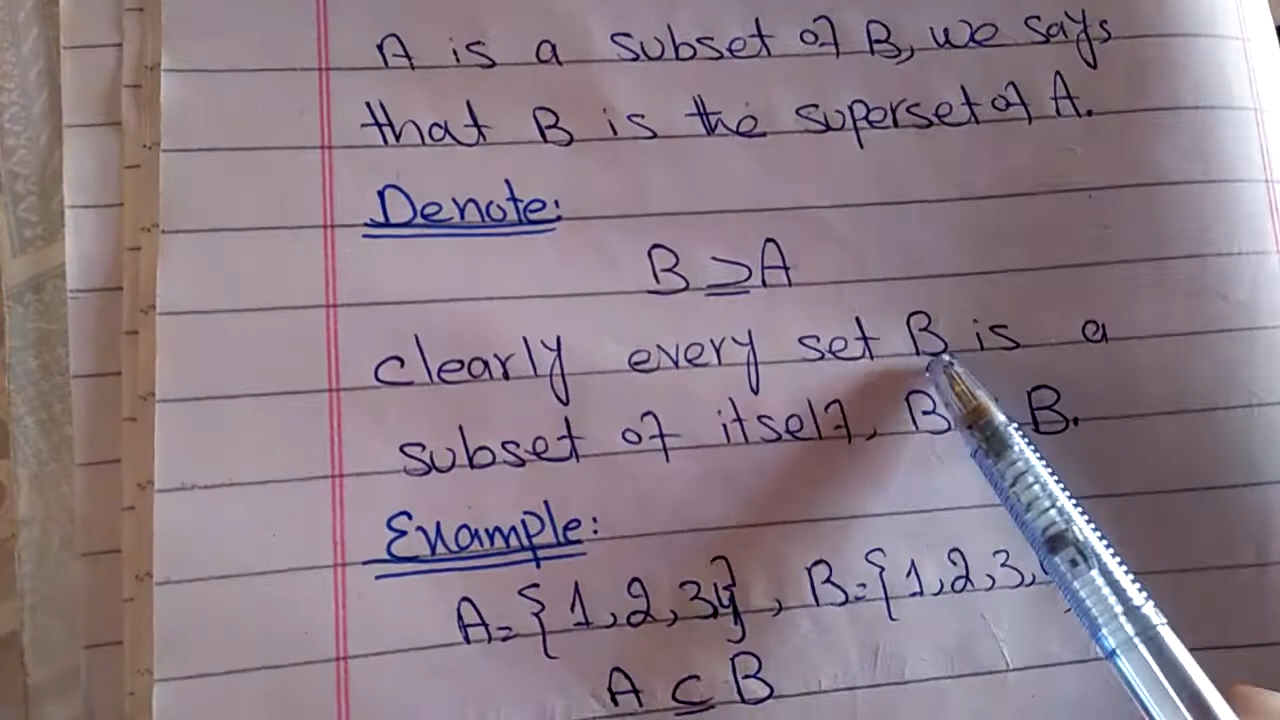 A is a subset of B, we says
that B is the superset of A.
Denote:
B ⊇ A
clearly every set B is a
subset of itself, B B.
Example:
A={1,2,3}, B={1,2,3,
A ⊆ B